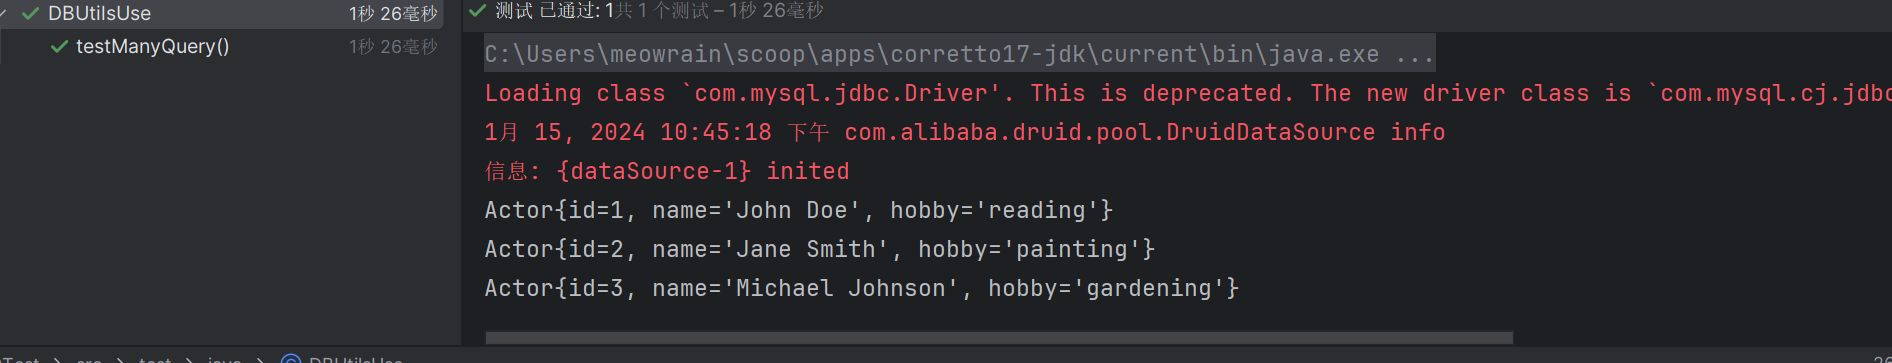 DBUtilsUse 1秒 26毫秒
testManyQuery() 1秒 26毫秒
测试 已通过: 1共 1 个测试 – 1秒 26毫秒
C:\Users\meowrain\scoop\apps\corretto17-jdk\current\bin\java.exe ...
Loading class `com.mysql.jdbc.Driver'. This is deprecated. The new driver class is `com.mysql.cj.jdbc
1月 15, 2024 10:45:18 下午 com.alibaba.druid.pool.DruidDataSource info
信息: {dataSource-1} inited
Actor{id=1, name='John Doe', hobby='reading'}
Actor{id=2, name='Jane Smith', hobby='painting'}
Actor{id=3, name='Michael Johnson', hobby='gardening'}
src > test > java > DBUtilsUse